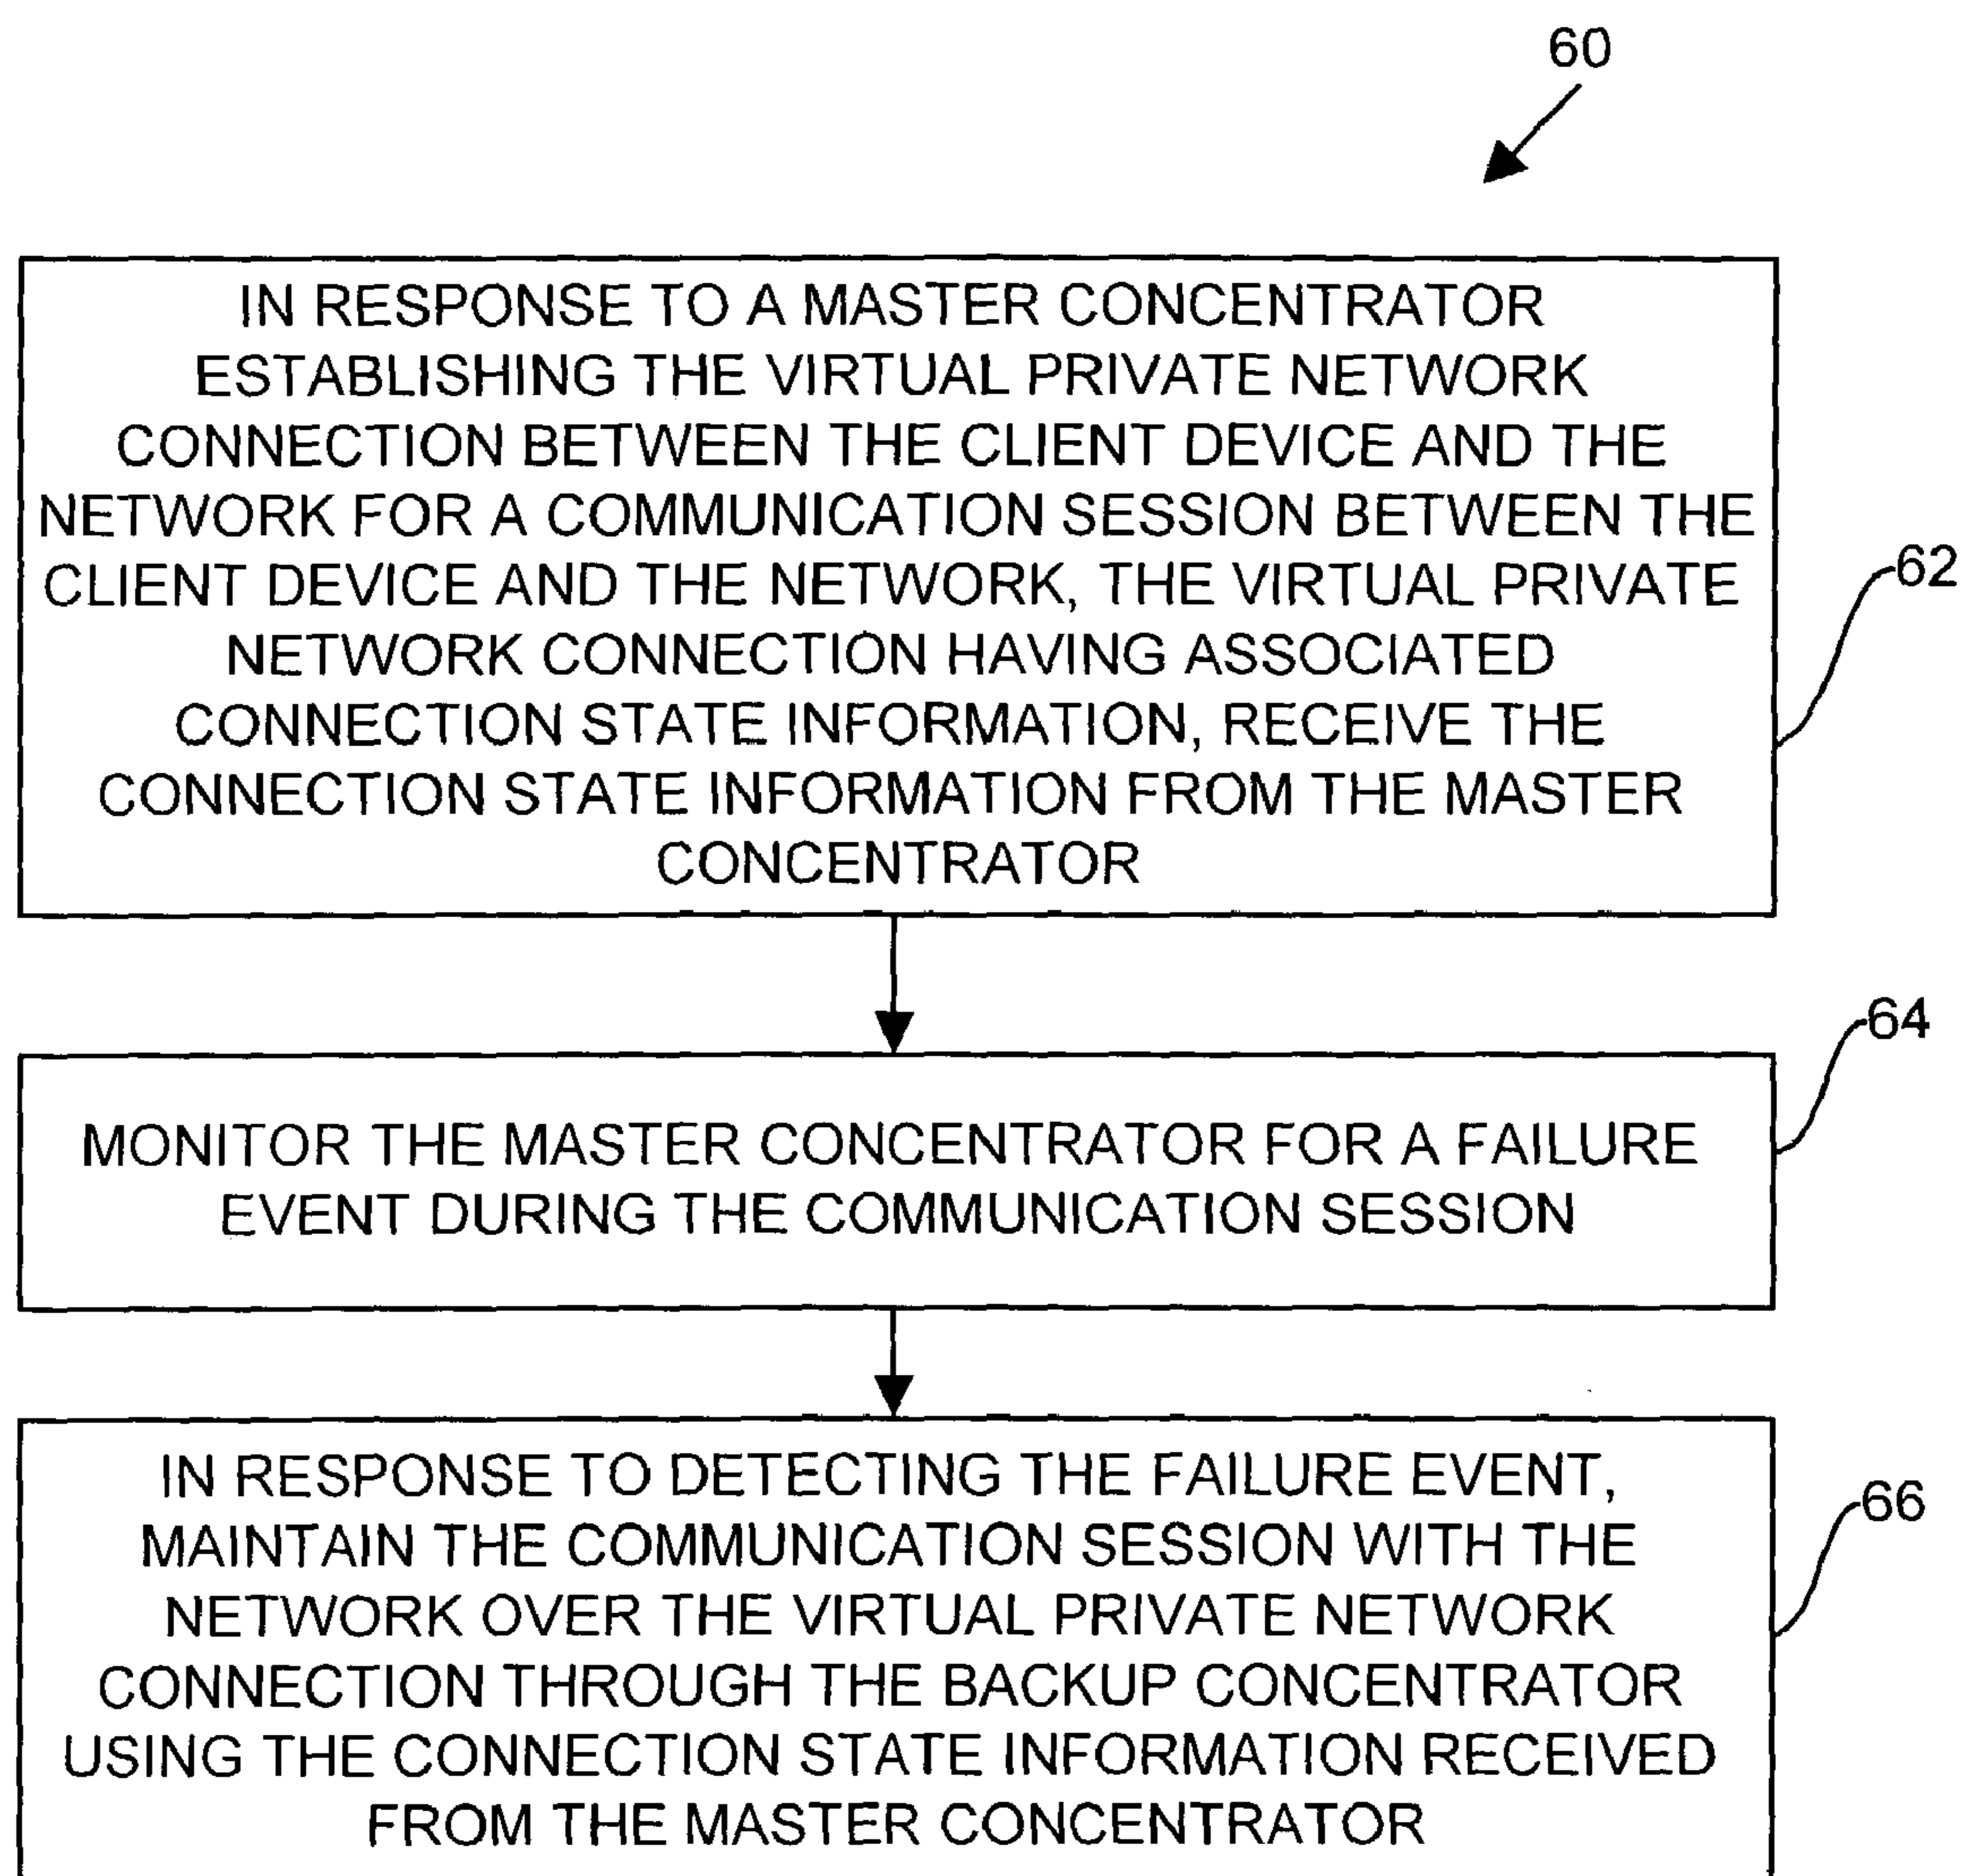 60
IN RESPONSE TO A MASTER CONCENTRATOR
ESTABLISHING THE VIRTUAL PRIVATE NETWORK
CONNECTION BETWEEN THE CLIENT DEVICE AND THE
NETWORK FOR A COMMUNICATION SESSION BETWEEN THE
CLIENT DEVICE AND THE NETWORK, THE VIRTUAL PRIVATE
NETWORK CONNECTION HAVING ASSOCIATED
CONNECTION STATE INFORMATION, RECEIVE THE
CONNECTION STATE INFORMATION FROM THE MASTER
CONCENTRATOR
62
64
MONITOR THE MASTER CONCENTRATOR FOR A FAILURE
EVENT DURING THE COMMUNICATION SESSION
IN RESPONSE TO DETECTING THE FAILURE EVENT,
MAINTAIN THE COMMUNICATION SESSION WITH THE
NETWORK OVER THE VIRTUAL PRIVATE NETWORK
CONNECTION THROUGH THE BACKUP CONCENTRATOR
USING THE CONNECTION STATE INFORMATION RECEIVED
FROM THE MASTER CONCENTRATOR
66